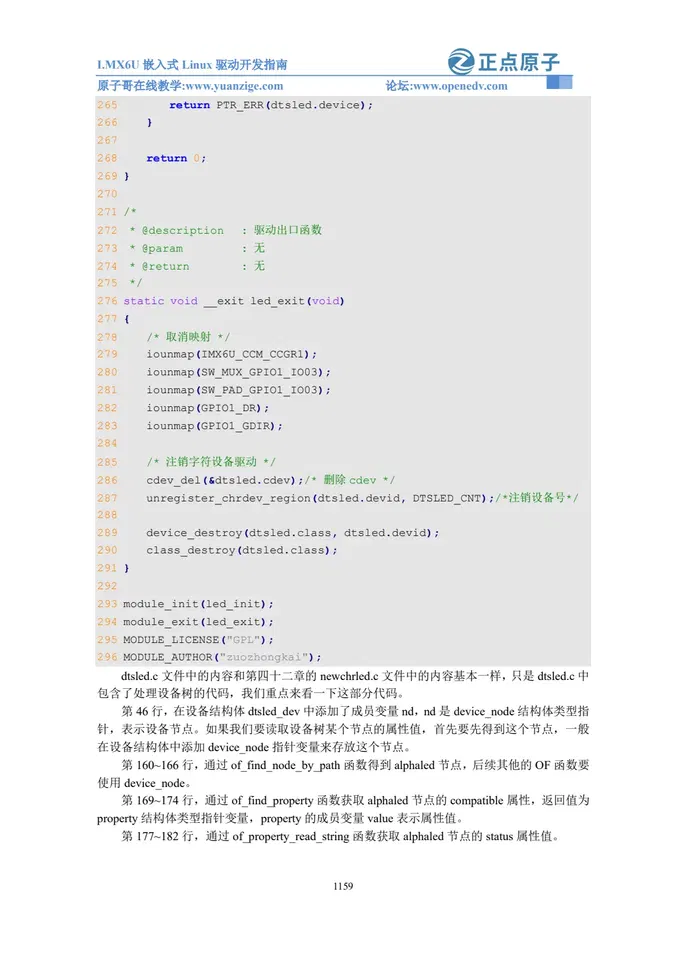 I.MX6U 嵌入式 Linux 驱动开发指南
正点原子
原子哥在线教学:www.yuanzige.com 论坛:www.openedv.com
265 return PTR_ERR(dtsled.device);
266 }
267
268 return 0;
269 }
270
271 /*
272 * @description : 驱动出口函数
273 * @param : 无
274 * @return : 无
275 */
276 static void __exit led_exit(void)
277 {
278 /* 取消映射 */
279 iounmap(IMX6U_CCM_CCGR1);
280 iounmap(SW_MUX_GPIO1_IO03);
281 iounmap(SW_PAD_GPIO1_IO03);
282 iounmap(GPIO1_DR);
283 iounmap(GPIO1_GDIR);
284
285 /* 注销字符设备驱动 */
286 cdev_del(&dtsled.cdev);/* 删除 cdev */
287 unregister_chrdev_region(dtsled.devid, DTSLED_CNT);/*注销设备号*/
288
289 device_destroy(dtsled.class, dtsled.devid);
290 class_destroy(dtsled.class);
291 }
292
293 module_init(led_init);
294 module_exit(led_exit);
295 MODULE_LICENSE("GPL");
296 MODULE_AUTHOR("zuozhongkai");
dtsled.c 文件中的内容和第四十二章的 newchrled.c 文件中的内容基本一样，只是 dtsled.c 中
包含了处理设备树的代码，我们重点来看一下这部分代码。
第 46 行，在设备结构体 dtsled_dev 中添加了成员变量 nd，nd 是 device_node 结构体类型指
针，表示设备节点。如果我们要读取设备树某个节点的属性值，首先要先得到这个节点，一般
在设备结构体中添加 device_node 指针变量来存放这个节点。
第 160~166 行，通过 of_find_node_by_path 函数得到 alphaled 节点，后续其他的 OF 函数要
使用 device_node。
第 169~174 行，通过 of_find_property 函数获取 alphaled 节点的 compatible 属性，返回值为
property 结构体类型指针变量，property 的成员变量 value 表示属性值。
第 177~182 行，通过 of_property_read_string 函数获取 alphaled 节点的 status 属性值。
1159